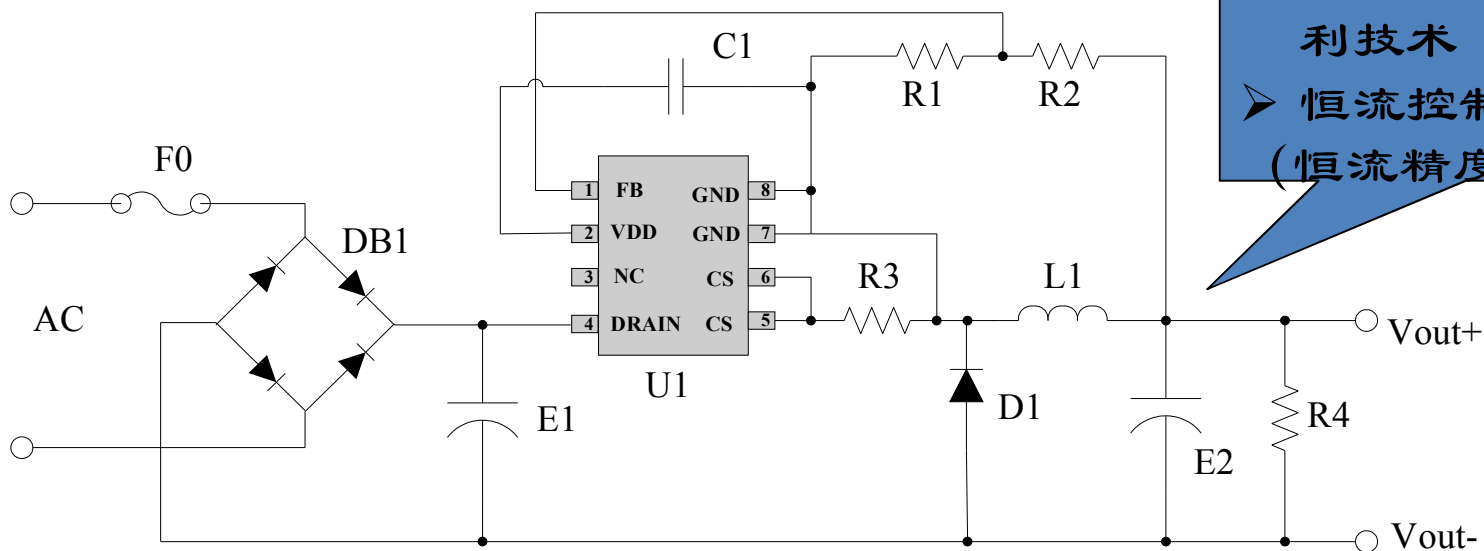 利技术
➢ 恒流控制
(恒流精度
C1
R1
R2
F0
DB1
AC
1 FB
GND 8
2 VDD
GND 7
3 NC
CS 6
4 DRAIN
CS 5
U1
R3
L1
E1
D1
E2
R4
Vout+
Vout-